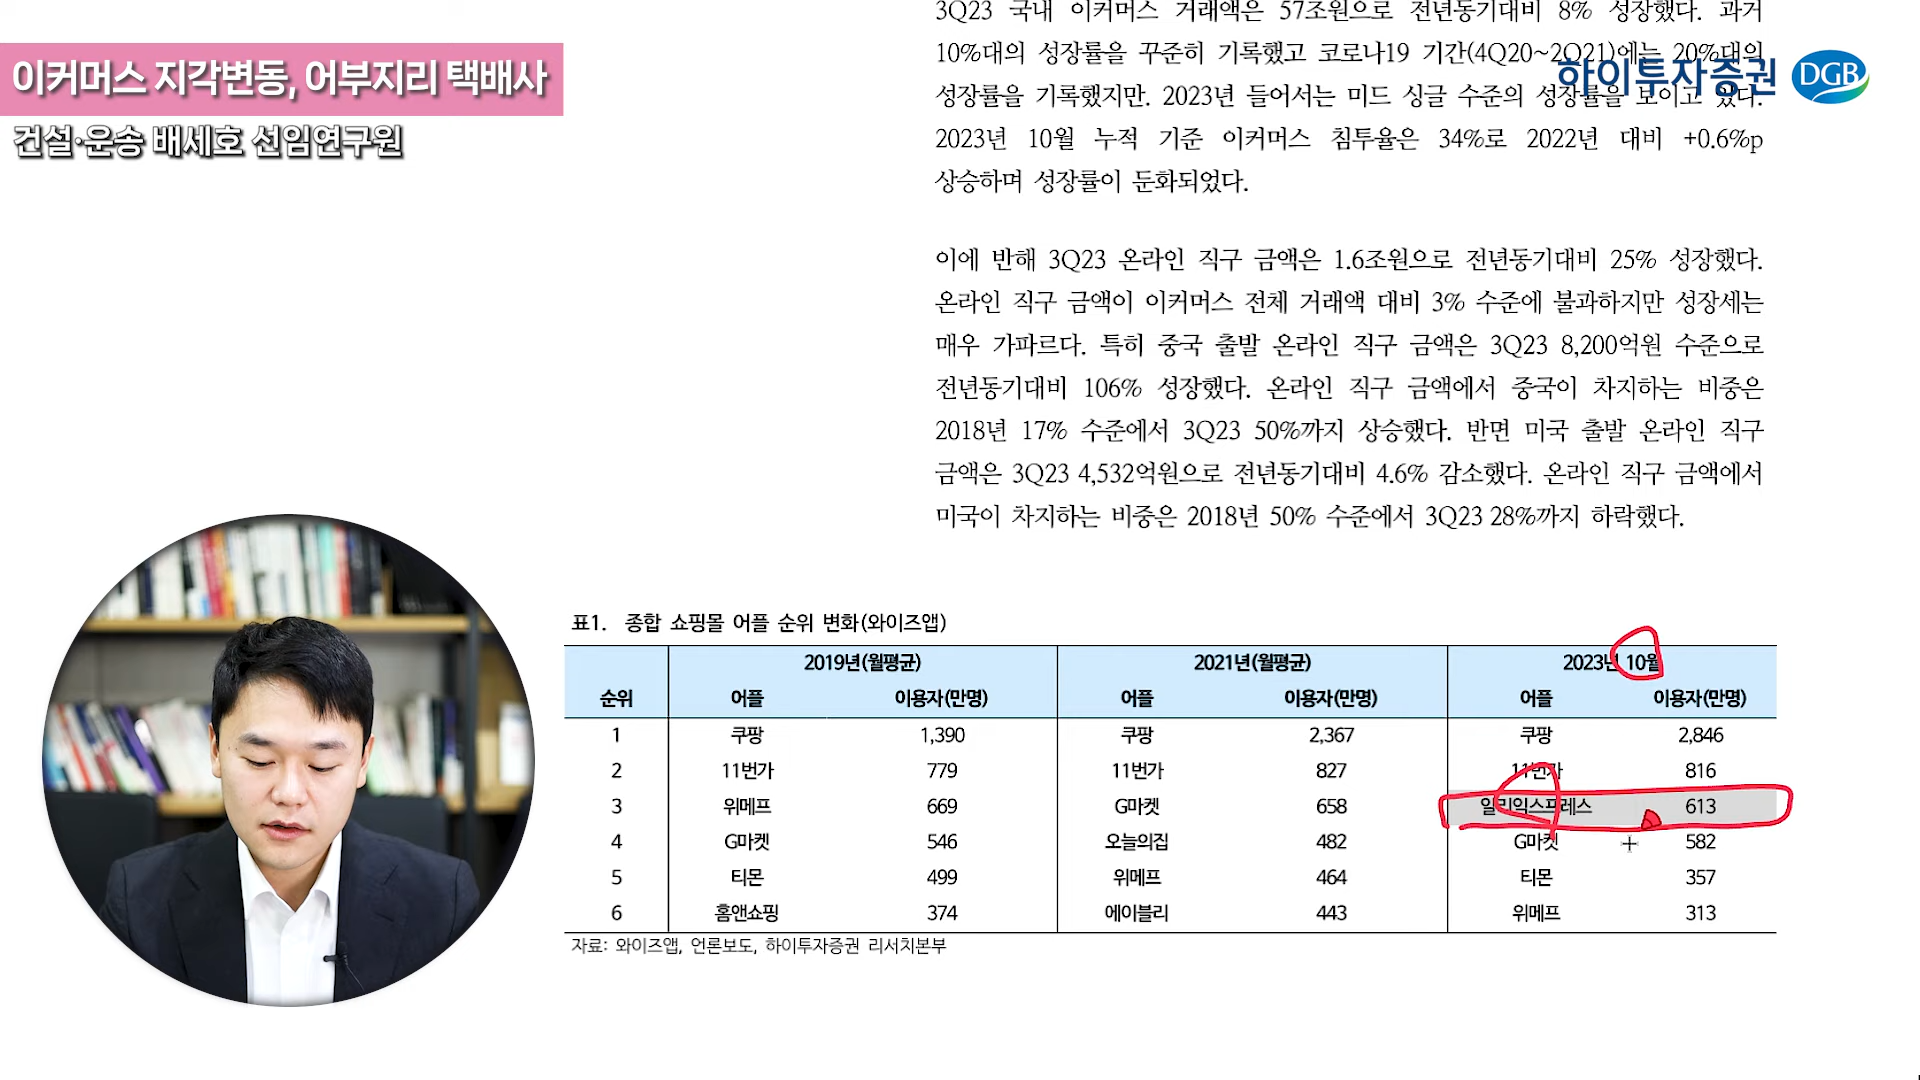 이커머스 지각변동, 어부지리 택배사
건설·운송 배세호 선임연구원
하이투자증권 DGB
3Q23 국내 이커머스 거래액은 57조원으로 전년동기대비 8% 성장했다. 과거
10%대의 성장률을 꾸준히 기록했고 코로나19 기간(4Q20~2Q21)에는 20%대의
성장률을 기록했지만. 2023년 들어서는 미드 싱글 수준의 성장률을 보이고 있다.
2023년 10월 누적 기준 이커머스 침투율은 34%로 2022년 대비 +0.6%p
상승하며 성장률이 둔화되었다.
이에 반해 3Q23 온라인 직구 금액은 1.6조원으로 전년동기대비 25% 성장했다.
온라인 직구 금액이 이커머스 전체 거래액 대비 3% 수준에 불과하지만 성장세는
매우 가파르다. 특히 중국 출발 온라인 직구 금액은 3Q23 8,200억원 수준으로
전년동기대비 106% 성장했다. 온라인 직구 금액에서 중국이 차지하는 비중은
2018년 17% 수준에서 3Q23 50%까지 상승했다. 반면 미국 출발 온라인 직구
금액은 3Q23 4,532억원으로 전년동기대비 4.6% 감소했다. 온라인 직구 금액에서
미국이 차지하는 비중은 2018년 50% 수준에서 3Q23 28%까지 하락했다.
표1. 종합 쇼핑몰 어플 순위 변화(와이즈앱)
2019년(월평균) 2021년(월평균) 2023년 10월
순위 어플 이용자(만명) 어플 이용자(만명) 어플 이용자(만명)
1 쿠팡 1,390 쿠팡 2,367 쿠팡 2,846
2 11번가 779 11번가 827 11번가 816
3 위메프 669 G마켓 658 알리익스프레스 613
4 G마켓 546 오늘의집 482 G마켓 582
5 티몬 499 위메프 464 티몬 357
6 홈앤쇼핑 374 에이블리 443 위메프 313
자료: 와이즈앱, 언론보도, 하이투자증권 리서치본부